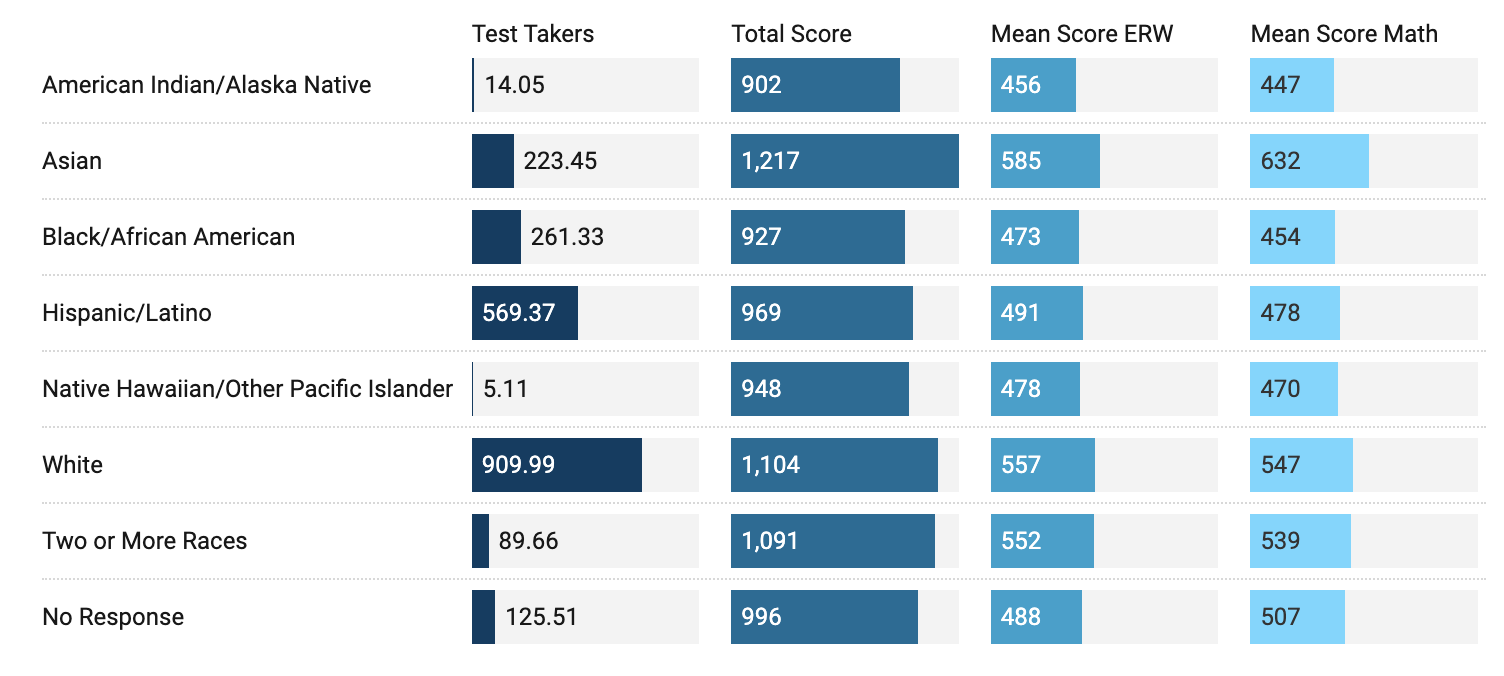 Test Takers Total Score Mean Score ERW Mean Score Math
American Indian/Alaska Native 14.05 902 456 447
Asian 223.45 1,217 585 632
Black/African American 261.33 927 473 454
Hispanic/Latino 569.37 969 491 478
Native Hawaiian/Other Pacific Islander 5.11 948 478 470
White 909.99 1,104 557 547
Two or More Races 89.66 1,091 552 539
No Response 125.51 996 488 507